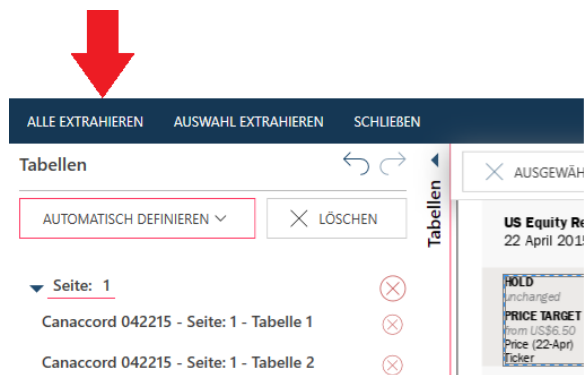 ALLE EXTRAHIEREN AUSWAHL EXTRAHIEREN SCHLIEßEN
Tabellen
AUTOMATISCH DEFINIEREN LÖSCHEN
Seite: 1
Canaccord 042215 - Seite: 1 - Tabelle 1
Canaccord 042215 - Seite: 1 - Tabelle 2
Tabellen
AUSGEWÄH
US Equity Re
22 April 2015
HOLD
unchanged
PRICE TARGET
from US$6.50
Price (22-Apr)
Ticker